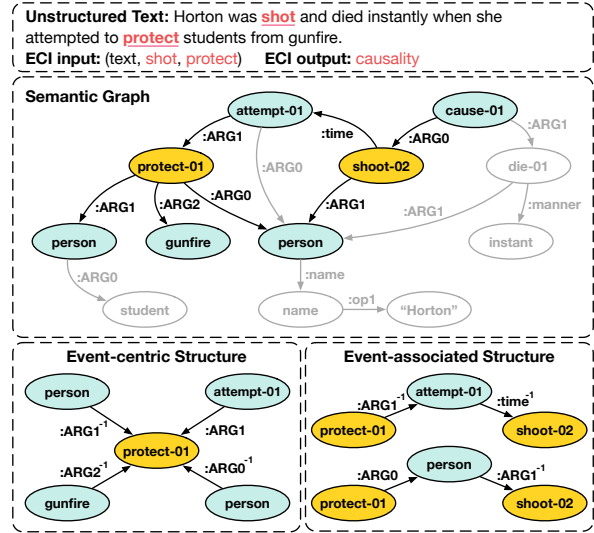 Unstructured Text: Horton was shot and died instantly when she
attempted to protect students from gunfire.
ECI input: (text, shot, protect) ECI output: causality
Semantic Graph
attempt-01
cause-01
:ARG1
:time
:ARG0
:ARG1
protect-01
:ARG0
shoot-02
die-01
:ARG1
:ARG2
:ARG0
:ARG1
:ARG1
:manner
person
gunfire
person
instant
:ARG0
:name
student
name
:op1
“Horton”
Event-centric Structure
person
attempt-01
:ARG1⁻¹
:ARG1
protect-01
:ARG2⁻¹
:ARG0⁻¹
gunfire
person
Event-associated Structure
attempt-01
:ARG1⁻¹
:time⁻¹
protect-01
shoot-02
person
:ARG0
:ARG1⁻¹
protect-01
shoot-02